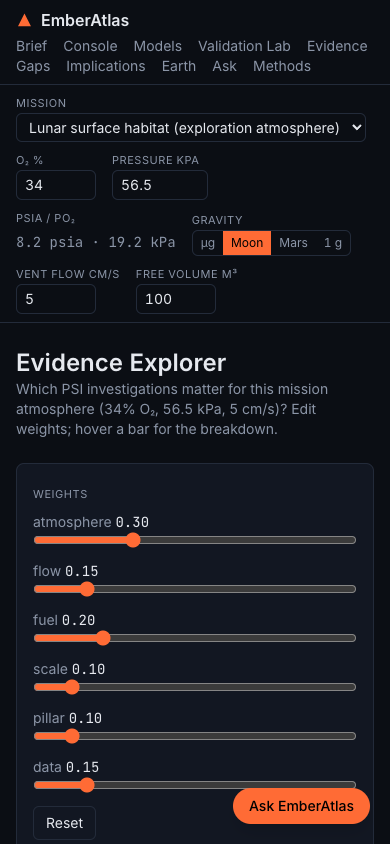 EmberAtlas
Brief Console Models Validation Lab Evidence
Gaps Implications Earth Ask Methods
MISSION
Lunar surface habitat (exploration atmosphere)
O₂ % PRESSURE KPA
34 56.5
PSIA / PO₂ GRAVITY
8.2 psia · 19.2 kPa µg Moon Mars 1 g
VENT FLOW CM/S FREE VOLUME M³
5 100
Evidence Explorer
Which PSI investigations matter for this mission
atmosphere (34% O₂, 56.5 kPa, 5 cm/s)? Edit
weights; hover a bar for the breakdown.
WEIGHTS
atmosphere 0.30
flow 0.15
fuel 0.20
scale 0.10
pillar 0.10
data 0.15
Ask EmberAtlas
Reset